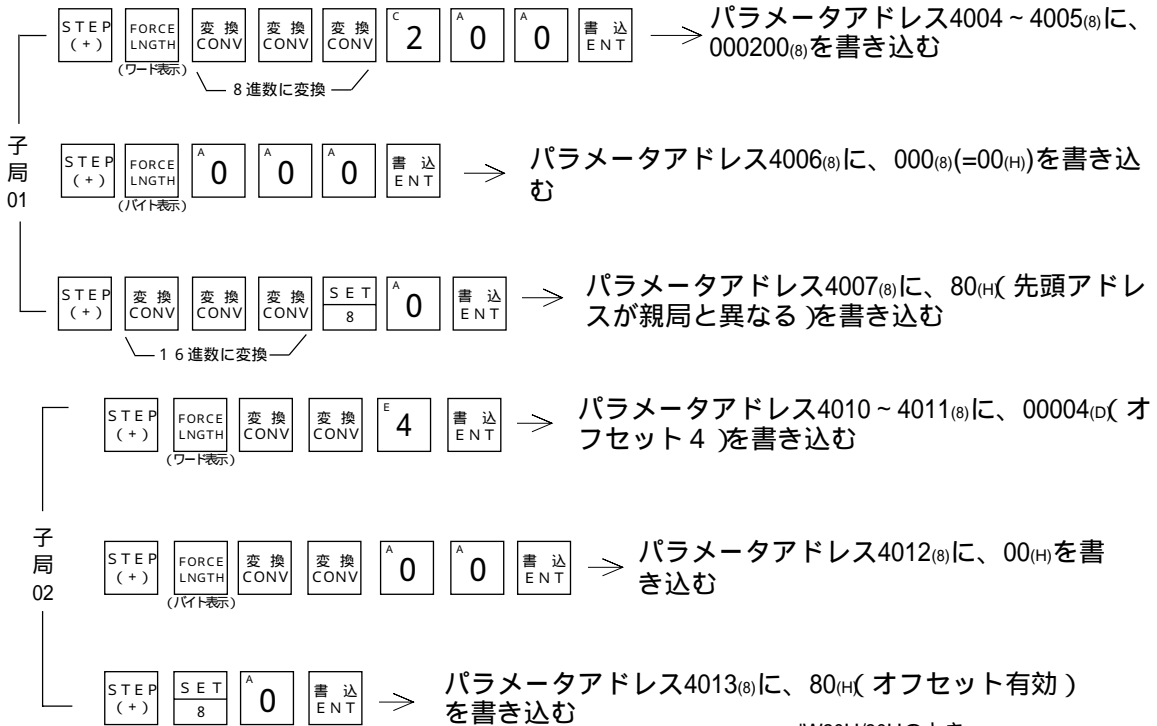 STEP (+) FORCE LNGTH 変換 CONV 変換 CONV 変換 CONV C 2 A 0 A 0 書込 ENT
(ワード表示)
8進数に変換
パラメータアドレス4004~4005(8)に、
000200(8)を書き込む
子局01
STEP (+) FORCE LNGTH A 0 A 0 A 0 書込 ENT
(バイト表示)
パラメータアドレス4006(8)に、000(8)(=00(H))を書き込
む
STEP (+) 変換 CONV 変換 CONV 変換 CONV SET 8 A 0 書込 ENT
16進数に変換
パラメータアドレス4007(8)に、80(H)(先頭アドレ
スが親局と異なる)を書き込む
STEP (+) FORCE LNGTH 変換 CONV 変換 CONV E 4 書込 ENT
(ワード表示)
パラメータアドレス4010~4011(8)に、00004(D)(オ
フセット4)を書き込む
子局02
STEP (+) FORCE LNGTH 変換 CONV 変換 CONV A 0 A 0 書込 ENT
(バイト表示)
パラメータアドレス4012(8)に、00(H)を書
き込む
STEP (+) SET 8 A 0 書込 ENT
パラメータアドレス4013(8)に、80(H)(オフセット有効)
を書き込む